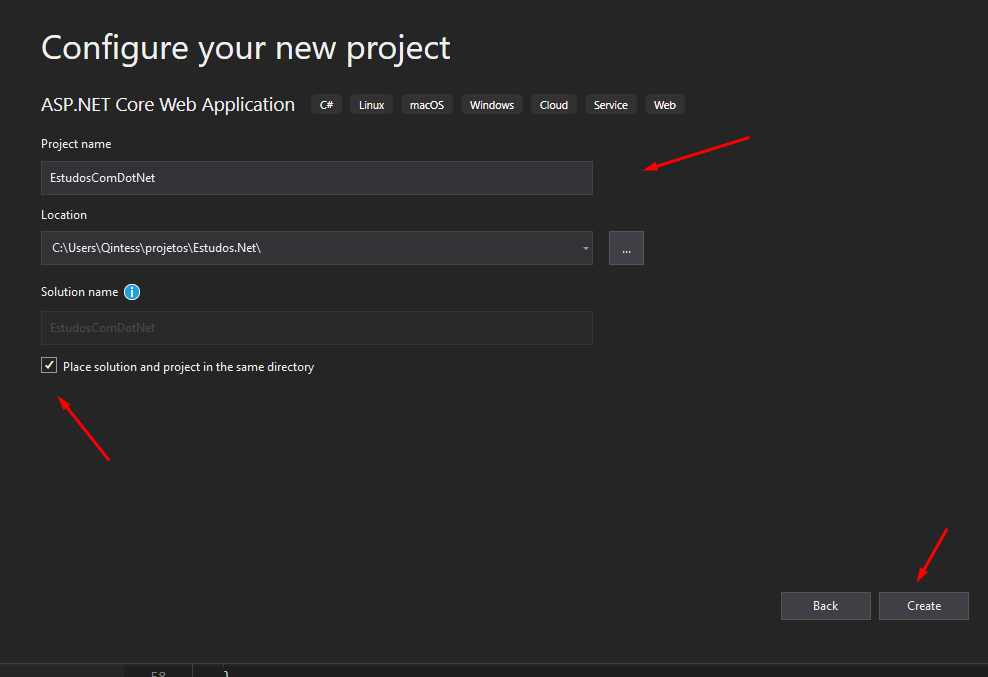 Configure your new project
ASP.NET Core Web Application C# Linux macOS Windows Cloud Service Web
Project name
EstudosComDotNet
Location
C:\Users\Qintess\projetos\Estudos.Net\
...
Solution name
EstudosComDotNet
Place solution and project in the same directory
Back Create
58 }